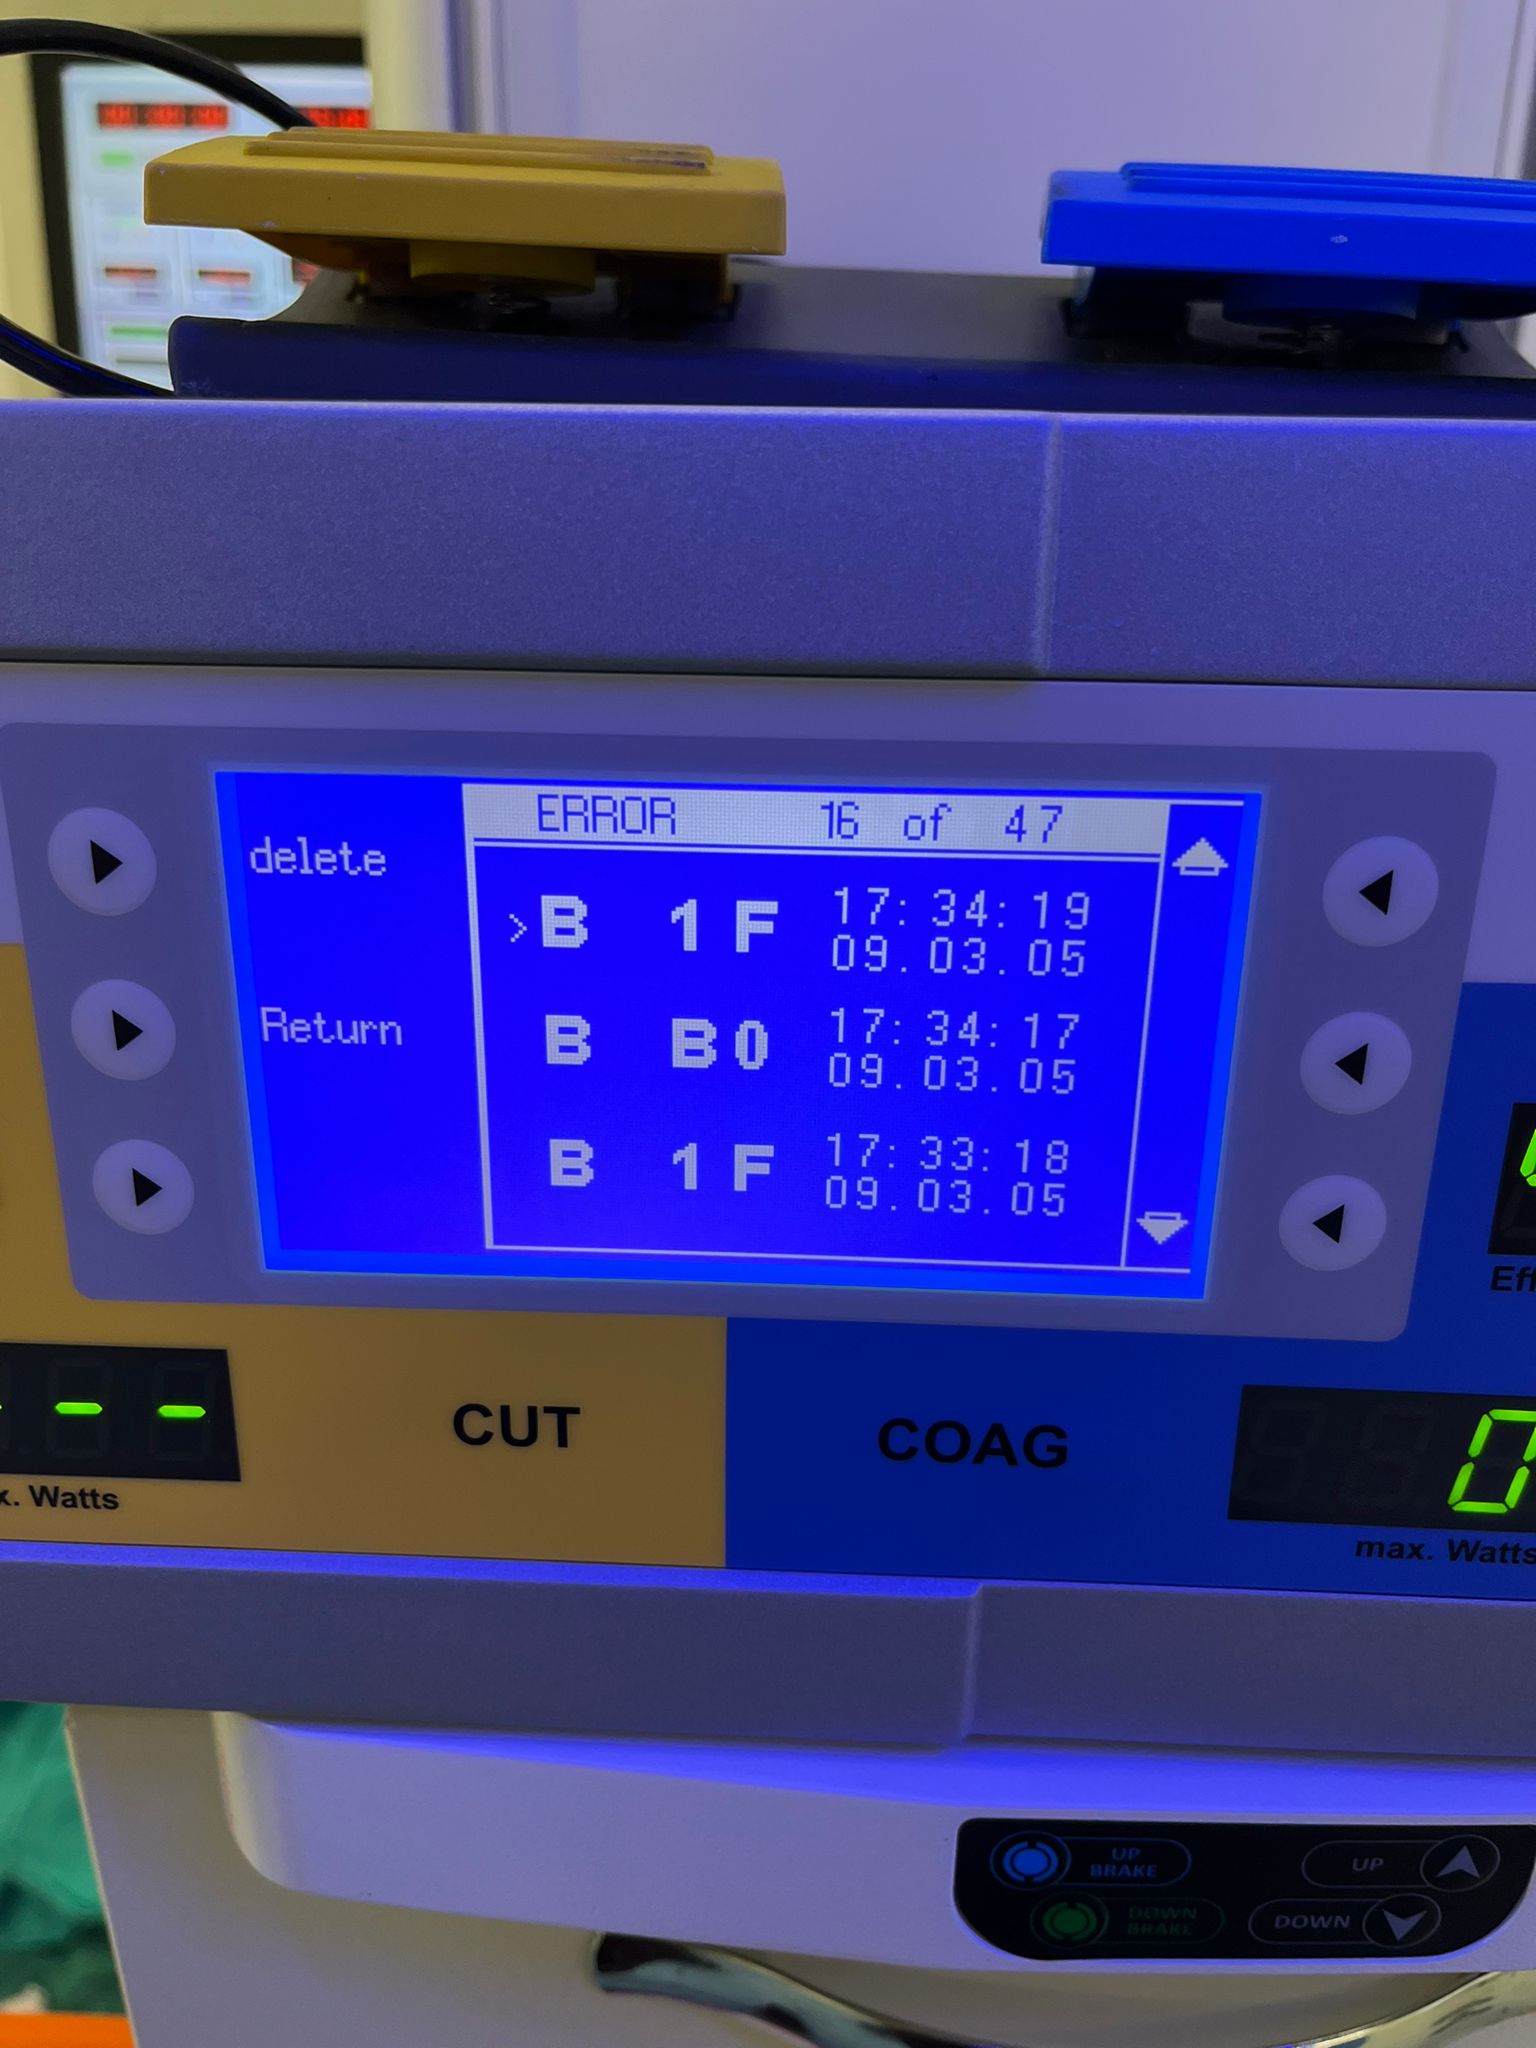 ERROR 16 of 47
delete
> B 1F 17:34:19
09.03.05
Return
B B0 17:34:17
09.03.05
B 1F 17:33:18
09.03.05
CUT
COAG
- -
0
Watts
max. Watts
UP BRAKE
UP
DOWN BRAKE
DOWN